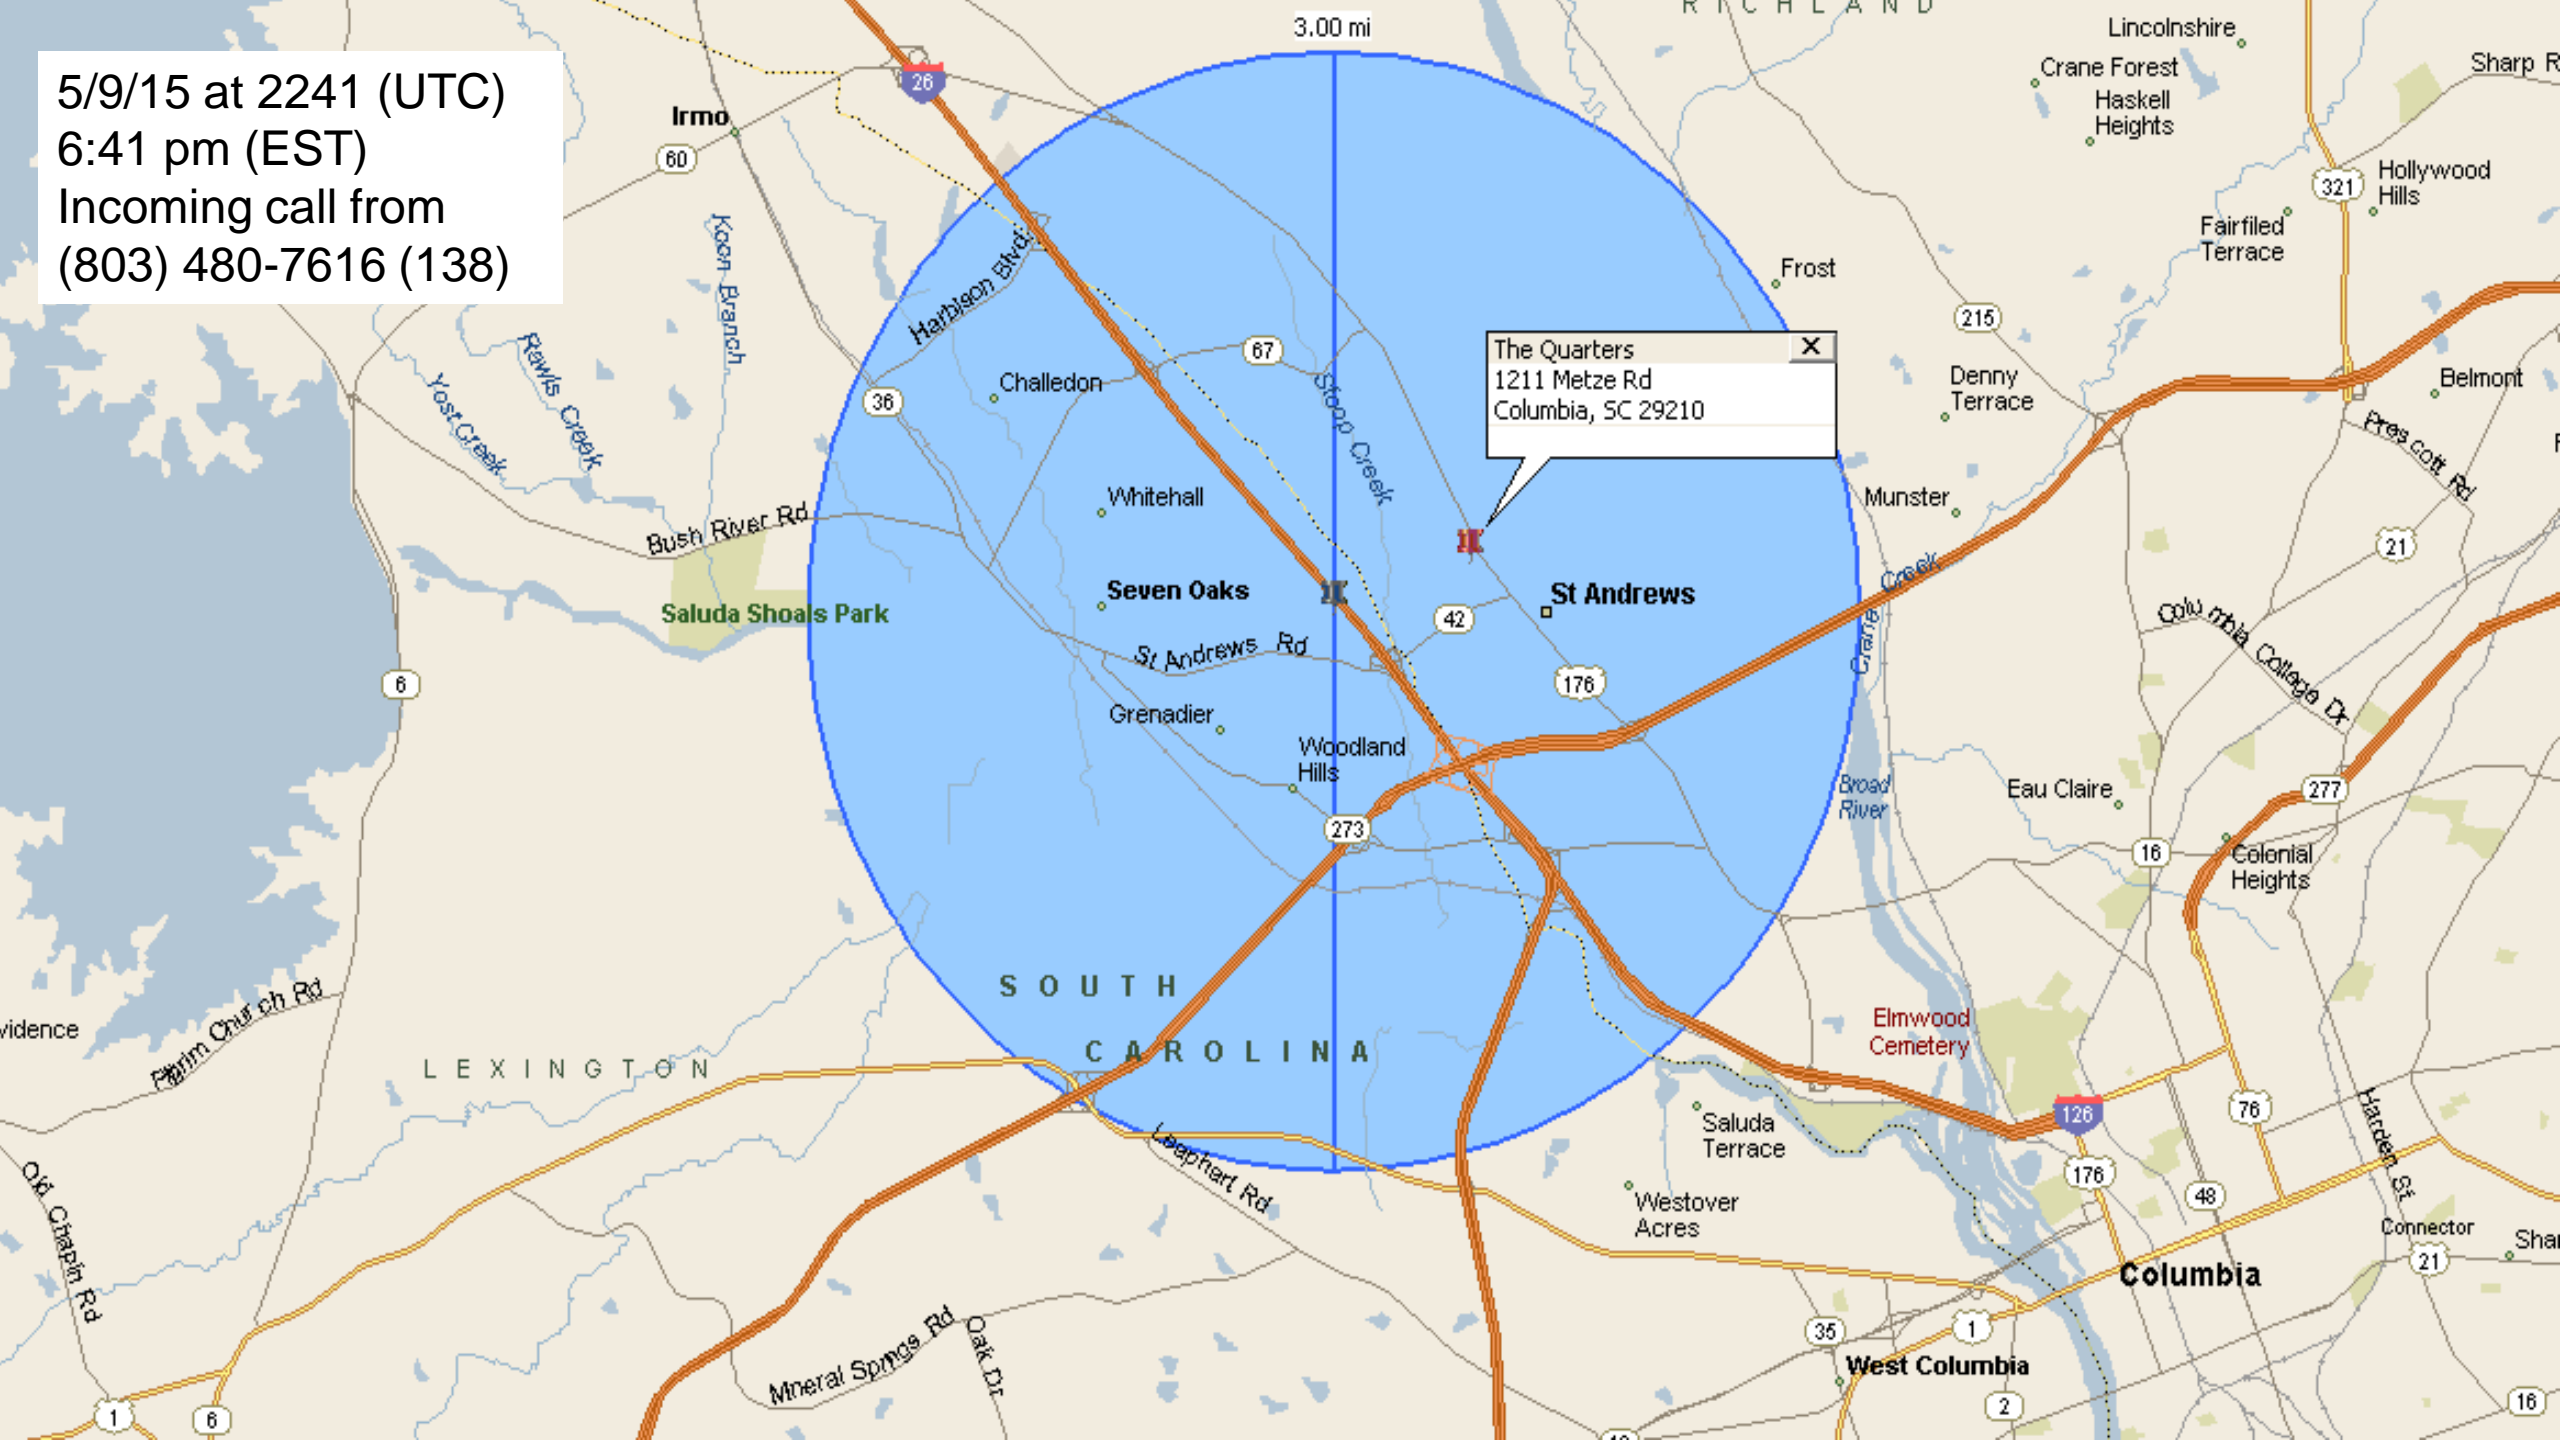 3.00 mi
RICHLAND
Lincolnshire
Crane Forest
Haskell
Heights
Sharp R
5/9/15 at 2241 (UTC)
6:41 pm (EST)
Incoming call from
(803) 480-7616 (138)
26
Irmo
60
Hollywood
Hills
321
Fairfiled
Terrace
Koon Branch
Harbison Blvd
Frost
215
Rawls Creek
Yost Creek
67
36
Challedon
Stoop Creek
The Quarters
1211 Metze Rd
Columbia, SC 29210
Denny
Terrace
Belmont
Prescott Rd
Whitehall
Munster
Bush River Rd
21
Crane Creek
Seven Oaks
St Andrews
Saluda Shoals Park
42
Columbia College Dr
St Andrews Rd
6
176
Grenadier
Woodland
Hills
Broad
River
Eau Claire
277
273
16
Colonial
Heights
SOUTH
CAROLINA
Pilgrim Church Rd
vidence
LEXINGTON
Elmwood
Cemetery
126
76
Harden St
Saluda
Terrace
Leaphart Rd
Old Chapin Rd
176
48
Westover
Acres
Connector
21
Shar
Columbia
Mineral Springs Rd
Oak Dr
35
1
West Columbia
1
6
2
16